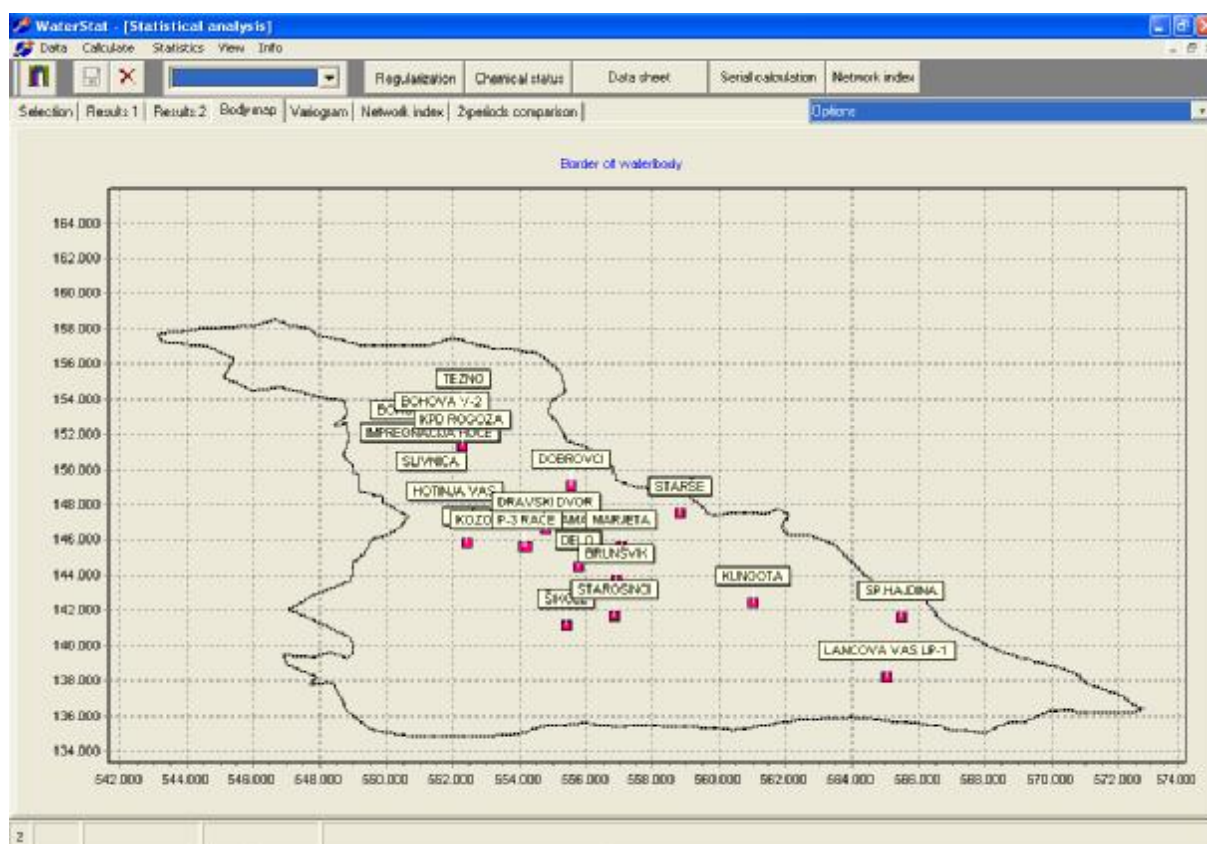 WaterStat - [Statistical analysis]
Data Calculate Statistics View Info
Regularization Chemical status Data sheet Serial calculation Network index
Selection Results 1 Results 2 Body map Variogram Network index 2periods comparison Options
Border of waterbody
164.000
162.000
160.000
158.000
156.000
154.000
152.000
150.000
148.000
146.000
144.000
142.000
140.000
138.000
136.000
134.000
TEZNO
BOHOVA V-2
KPD ROGOZA
IMPREGNACIJA HOČE
SLIVNICA
DOBROVCI
STARŠE
HOTINJA VAS
DRAVSKI DVOR
P-3 RAČE
MARJETA
DELO
BRUNŠVIK
STAROŠINCI
KUNGOTA
SP.HAJDINA
LANCOVA VAS LP-1
542.000 544.000 546.000 548.000 550.000 552.000 554.000 556.000 558.000 560.000 562.000 564.000 566.000 568.000 570.000 572.000 574.000
2